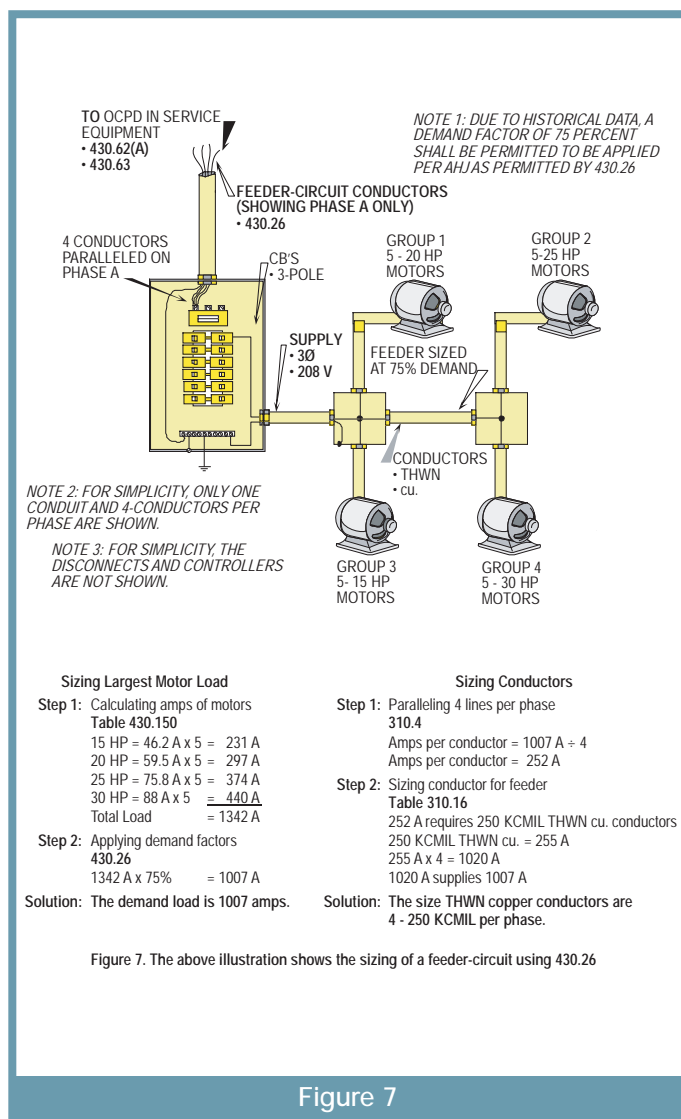 TO OCPD IN SERVICE
EQUIPMENT
• 430.62(A)
• 430.63
NOTE 1: DUE TO HISTORICAL DATA, A
DEMAND FACTOR OF 75 PERCENT
SHALL BE PERMITTED TO BE APPLIED
PER AHJ AS PERMITTED BY 430.26
FEEDER-CIRCUIT CONDUCTORS
(SHOWING PHASE A ONLY)
• 430.26
4 CONDUCTORS
PARALLELED ON
PHASE A
CB'S
• 3-POLE
GROUP 1
5 - 20 HP
MOTORS
GROUP 2
5-25 HP
MOTORS
SUPPLY
• 3Ø
• 208 V
FEEDER SIZED
AT 75% DEMAND
CONDUCTORS
• THWN
• cu.
NOTE 2: FOR SIMPLICITY, ONLY ONE
CONDUIT AND 4-CONDUCTORS PER
PHASE ARE SHOWN.
NOTE 3: FOR SIMPLICITY, THE
DISCONNECTS AND CONTROLLERS
ARE NOT SHOWN.
GROUP 3
5- 15 HP
MOTORS
GROUP 4
5 - 30 HP
MOTORS
Sizing Largest Motor Load
Step 1: Calculating amps of motors
Table 430.150
15 HP = 46.2 A x 5 = 231 A
20 HP = 59.5 A x 5 = 297 A
25 HP = 75.8 A x 5 = 374 A
30 HP = 88 A x 5 = 440 A
Total Load = 1342 A
Step 2: Applying demand factors
430.26
1342 A x 75% = 1007 A
Solution: The demand load is 1007 amps.
Sizing Conductors
Step 1: Paralleling 4 lines per phase
310.4
Amps per conductor = 1007 A ÷ 4
Amps per conductor = 252 A
Step 2: Sizing conductor for feeder
Table 310.16
252 A requires 250 KCMIL THWN cu. conductors
250 KCMIL THWN cu. = 255 A
255 A x 4 = 1020 A
1020 A supplies 1007 A
Solution: The size THWN copper conductors are
4 - 250 KCMIL per phase.
Figure 7. The above illustration shows the sizing of a feeder-circuit using 430.26
Figure 7